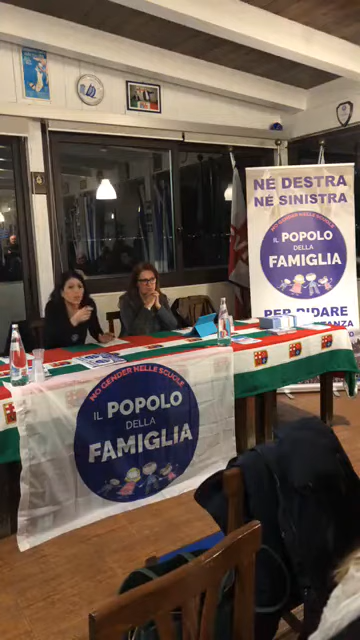 NÉ DESTRA
NÉ SINISTRA
NO GENDER NELLE SCUOLE
IL POPOLO
DELLA
FAMIGLIA
PER RIDARE
NO GENDER NELLE SCUOLE
IL POPOLO
DELLA
FAMIGLIA